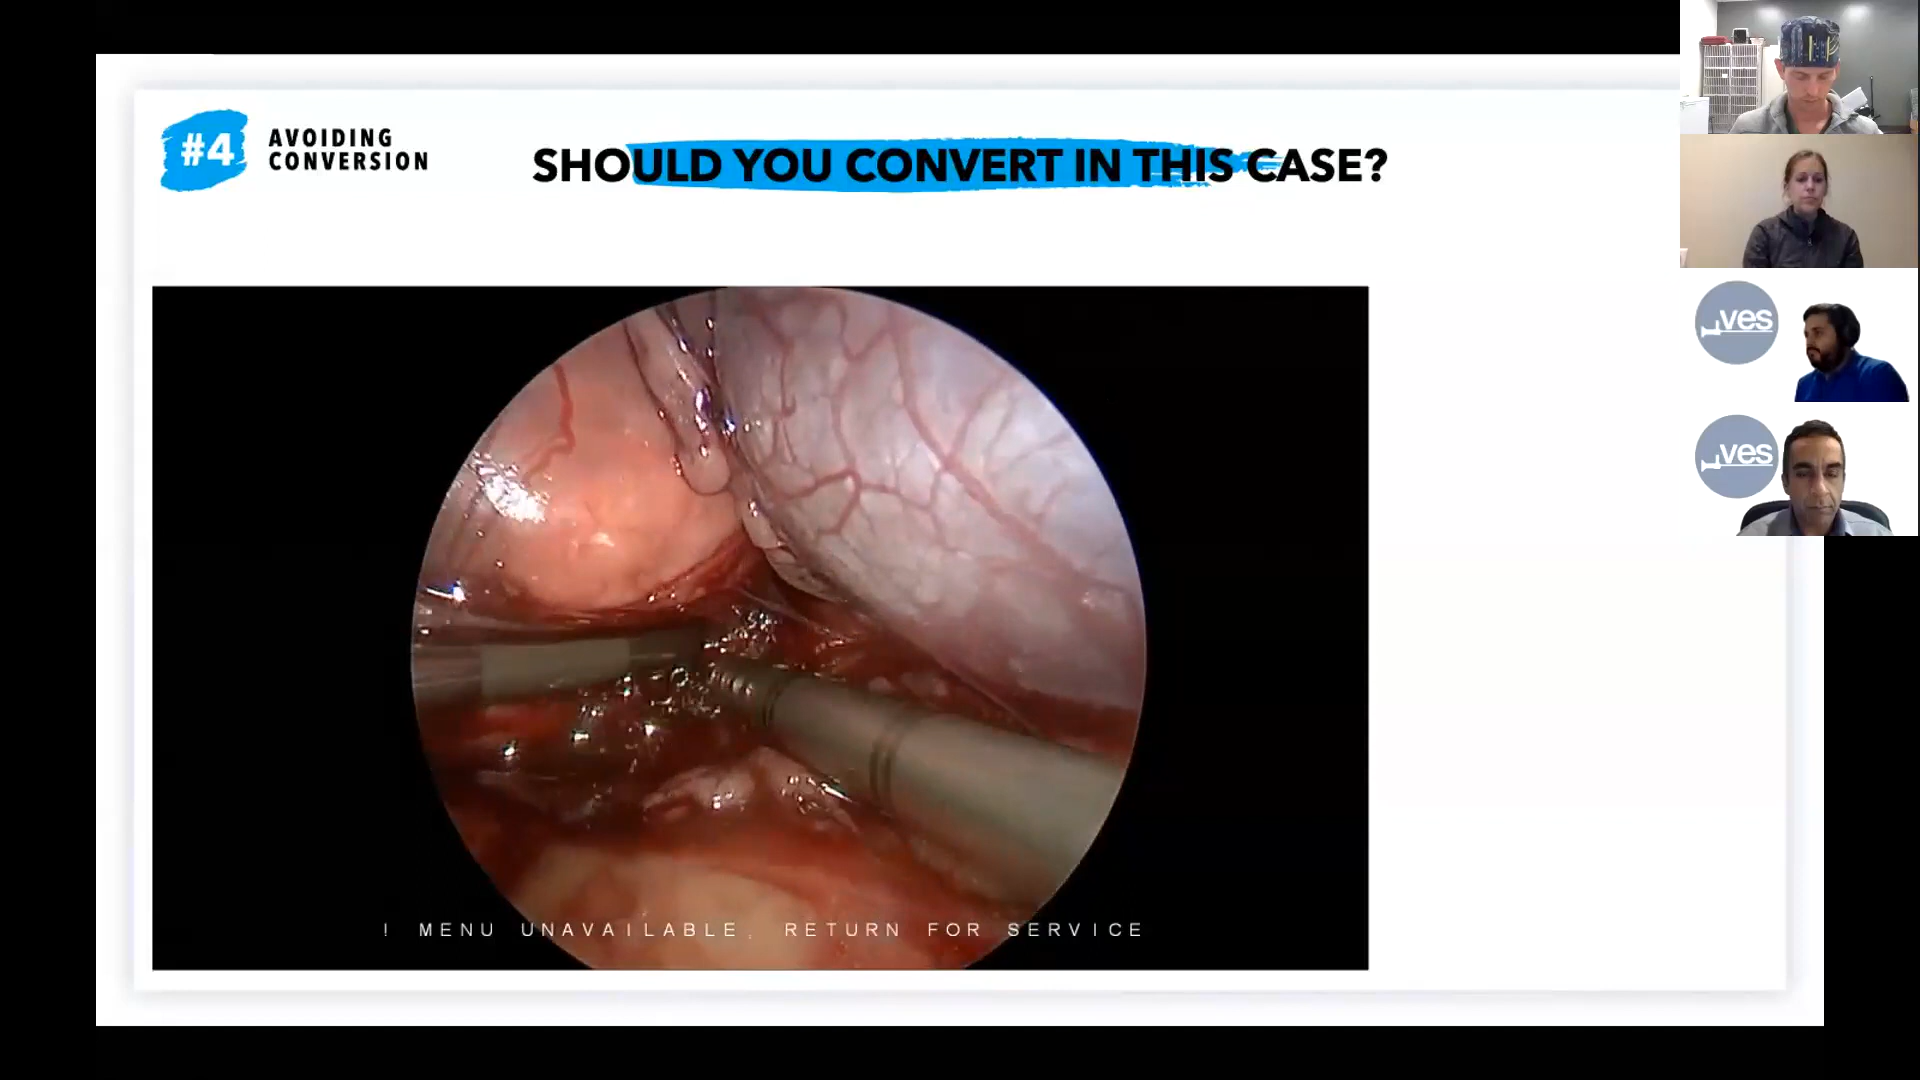 #4
AVOIDING
CONVERSION
SHOULD YOU CONVERT IN THIS CASE?
! MENU UNAVAILABLE, RETURN FOR SERVICE
ves
ves